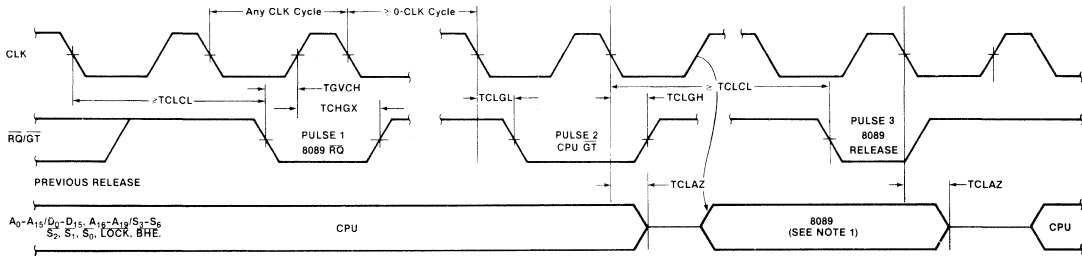 Any CLK Cycle
≥ 0-CLK Cycle
CLK
TGVCH
TCLGL
≥ TCLCL
TCLGH
≥TCLCL
TCHGX
RQ/GT
PULSE 1
8089 RQ
PULSE 2
CPU GT
PULSE 3
8089
RELEASE
PREVIOUS RELEASE
TCLAZ
TCLAZ
A0-A15/D0-D15, A16-A19/S3-S6
S2, S1, S0, LOCK, BHE.
CPU
8089
(SEE NOTE 1)
CPU